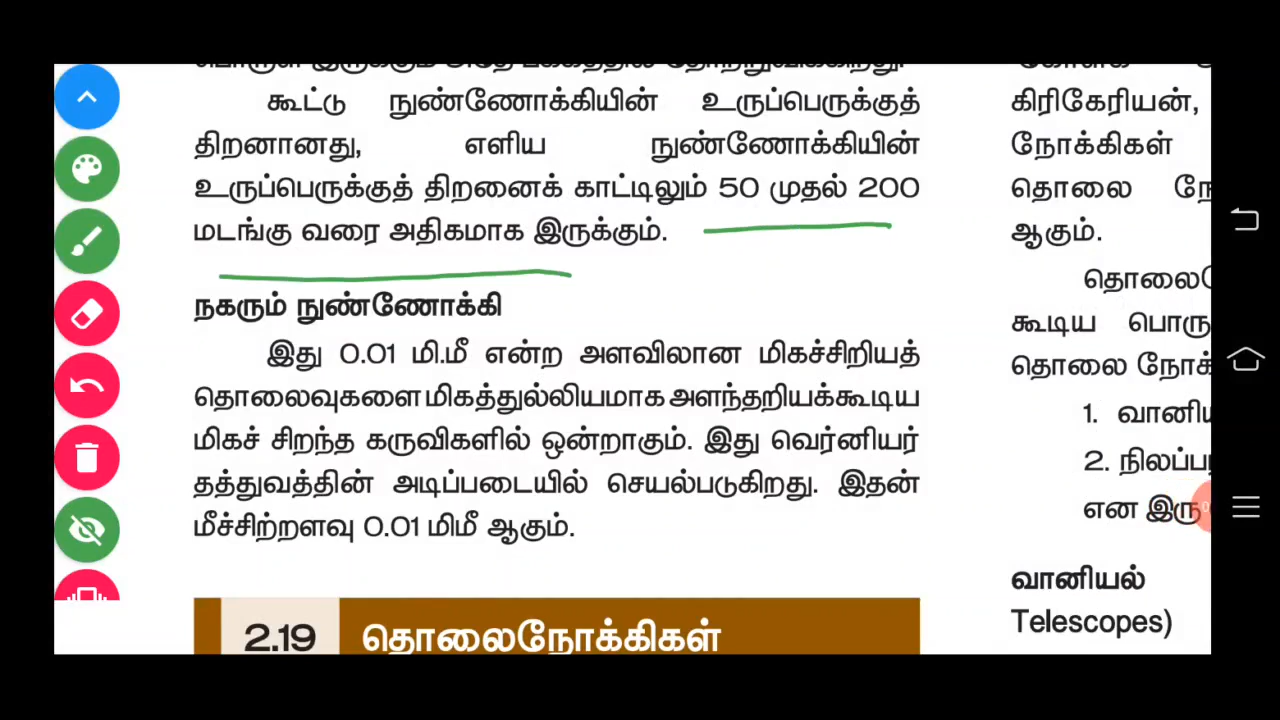 கூட்டு நுண்ணோக்கியின் உருப்பெருக்குத்
திறனானது, எளிய நுண்ணோக்கியின்
உருப்பெருக்குத் திறனைக் காட்டிலும் 50 முதல் 200
மடங்கு வரை அதிகமாக இருக்கும்.
நகரும் நுண்ணோக்கி
இது 0.01 மி.மீ என்ற அளவிலான மிகச்சிறியத்
தொலைவுகளை மிகத்துல்லியமாக அளந்தறியக்கூடிய
மிகச் சிறந்த கருவிகளில் ஒன்றாகும். இது வெர்னியர்
தத்துவத்தின் அடிப்படையில் செயல்படுகிறது. இதன்
மீச்சிற்றளவு 0.01 மிமீ ஆகும்.
2.19 தொலைநோக்கிகள்
கிரிகேரியன்,
நோக்கிகள்
தொலை
ஆகும்.
கூடிய
தொலை
1.
2.
என இரு
வானியல்
Telescopes)